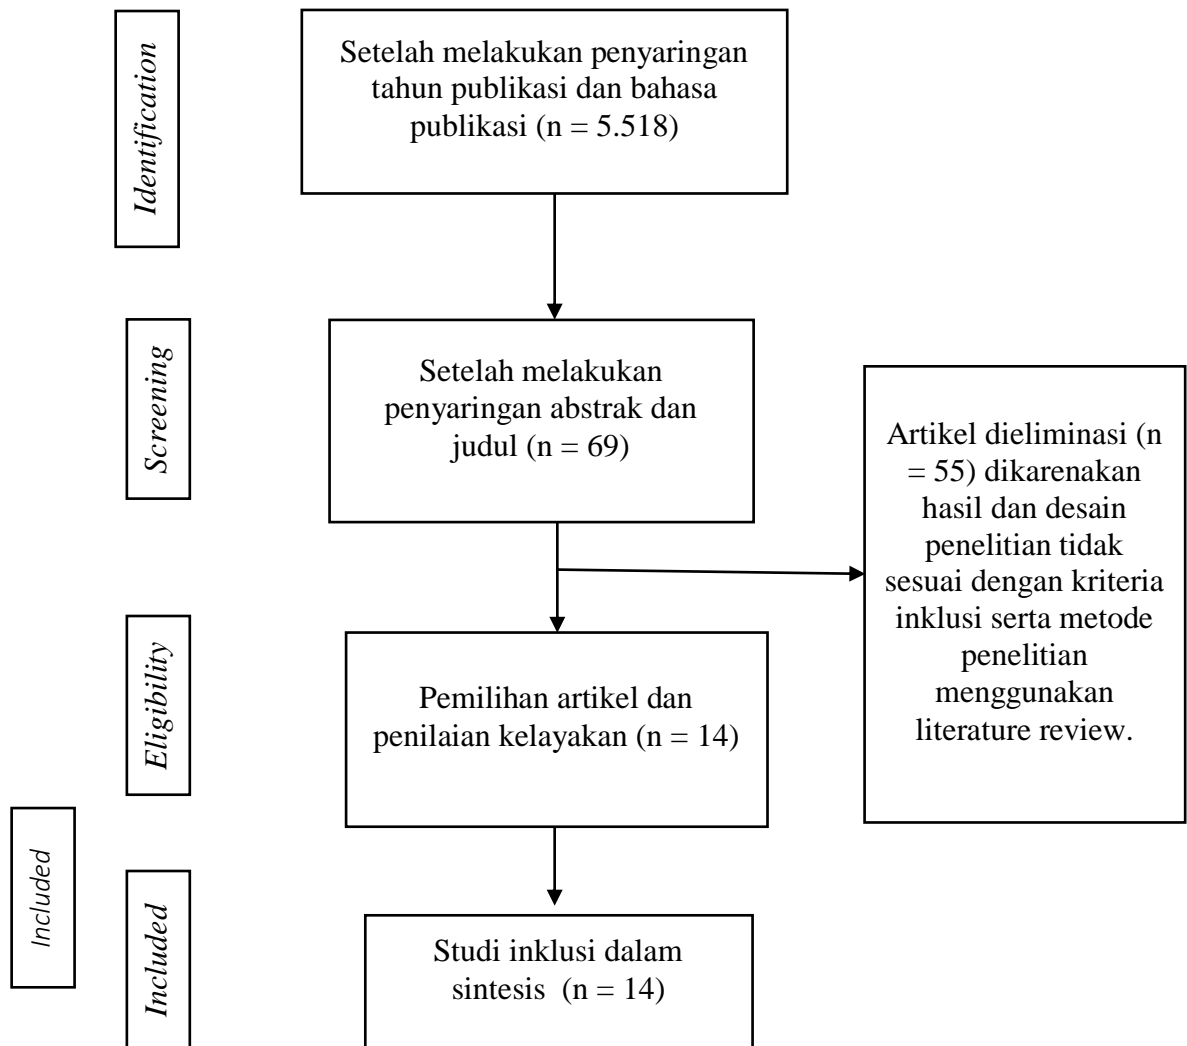 Identification
Setelah melakukan penyaringan
tahun publikasi dan bahasa
publikasi (n = 5.518)
Screening
Setelah melakukan
penyaringan abstrak dan
judul (n = 69)
Artikel dieliminasi (n
= 55) dikarenakan
hasil dan desain
penelitian tidak
sesuai dengan kriteria
inklusi serta metode
penelitian
menggunakan
literature review.
Eligibility
Pemilihan artikel dan
penilaian kelayakan (n = 14)
Included
Included
Studi inklusi dalam
sintesis  (n = 14)